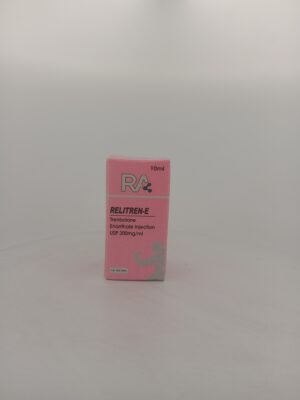 10ml
RA
RELITREN-E
Trenbolone
Enanthate Injection
USP 200mg/ml